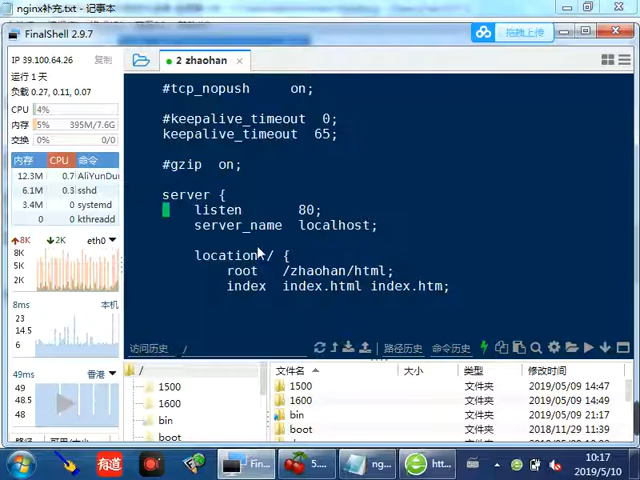 nginx补充.txt - 记事本
FinalShell 2.9.7
拖拽上传
IP 39.100.64.26 复制
2 zhaohan
运行 1 天
负载 0.27, 0.11, 0.07
CPU 4%
内存 5% 395M/7.6G
交换 0% 0/0
内存 CPU 命令
12.3M 0.7 AliYunDun
6.1M 0.3 sshd
3.4M 0 systemd
0 0 kthreadd
8K 2K eth0
8K
5K
2K
8ms 本机
23
14.5
6
49ms 香港
49
48.5
48
#tcp_nopush on;
#keepalive_timeout 0;
keepalive_timeout 65;
#gzip on;
server {
listen 80;
server_name localhost;
location / {
root /zhaohan/html;
index index.html index.htm;
访问历史 / 路径历史 命令历史
/
1500
1600
bin
boot
文件名 大小 类型 修改时间
1500 文件夹 2019/05/09 14:47
1600 文件夹 2019/05/09 14:46
bin 文件夹 2019/05/09 21:17
boot 文件夹 2018/11/29 11:39
Fin... 有道 5.... ng... htt...
10:17
2019/5/10